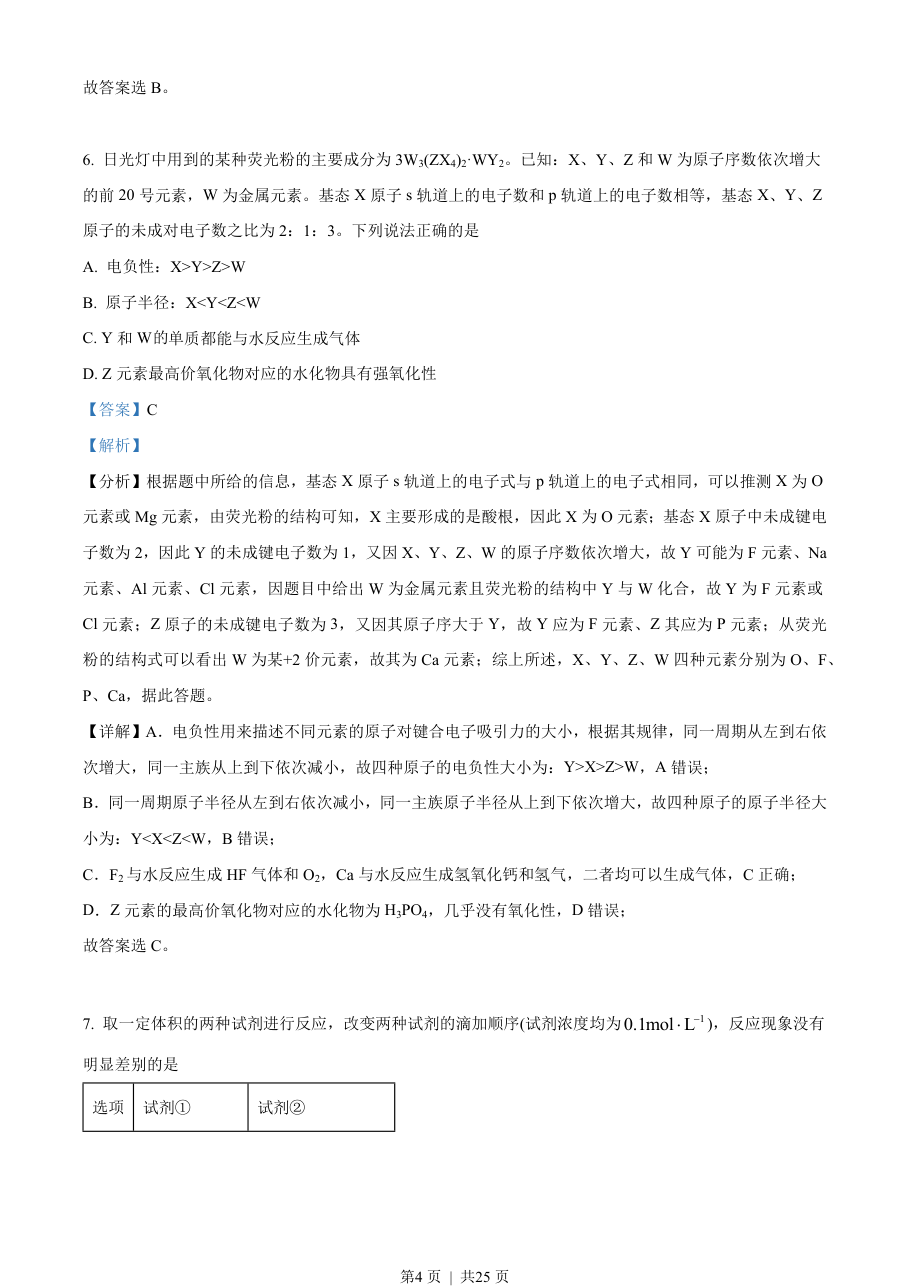 故答案选 B。
6. 日光灯中用到的某种荧光粉的主要成分为 3W₃(ZX₄)₂·WY₂。已知：X、Y、Z 和 W 为原子序数依次增大
的前 20 号元素，W 为金属元素。基态 X 原子 s 轨道上的电子数和 p 轨道上的电子数相等，基态 X、Y、Z
原子的未成对电子数之比为 2：1：3。下列说法正确的是
A. 电负性：X>Y>Z>W
B. 原子半径：X<Y<Z<W
C. Y 和 W的单质都能与水反应生成气体
D. Z 元素最高价氧化物对应的水化物具有强氧化性
【答案】C
【解析】
【分析】根据题中所给的信息，基态 X 原子 s 轨道上的电子式与 p 轨道上的电子式相同，可以推测 X 为 O
元素或 Mg 元素，由荧光粉的结构可知，X 主要形成的是酸根，因此 X 为 O 元素；基态 X 原子中未成键电
子数为 2，因此 Y 的未成键电子数为 1，又因 X、Y、Z、W 的原子序数依次增大，故 Y 可能为 F 元素、Na
元素、Al 元素、Cl 元素，因题目中给出 W 为金属元素且荧光粉的结构中 Y 与 W 化合，故 Y 为 F 元素或
Cl 元素；Z 原子的未成键电子数为 3，又因其原子序大于 Y，故 Y 应为 F 元素、Z 其应为 P 元素；从荧光
粉的结构式可以看出 W 为某+2 价元素，故其为 Ca 元素；综上所述，X、Y、Z、W 四种元素分别为 O、F、
P、Ca，据此答题。
【详解】A．电负性用来描述不同元素的原子对键合电子吸引力的大小，根据其规律，同一周期从左到右依
次增大，同一主族从上到下依次减小，故四种原子的电负性大小为：Y>X>Z>W，A 错误；
B．同一周期原子半径从左到右依次减小，同一主族原子半径从上到下依次增大，故四种原子的原子半径大
小为：Y<X<Z<W，B 错误；
C．F₂ 与水反应生成 HF 气体和 O₂，Ca 与水反应生成氢氧化钙和氢气，二者均可以生成气体，C 正确；
D．Z 元素的最高价氧化物对应的水化物为 H₃PO₄，几乎没有氧化性，D 错误；
故答案选 C。
7. 取一定体积的两种试剂进行反应，改变两种试剂的滴加顺序(试剂浓度均为 0.1mol·L⁻¹ )，反应现象没有
明显差别的是
选项 试剂① 试剂②
第4 页 | 共25 页